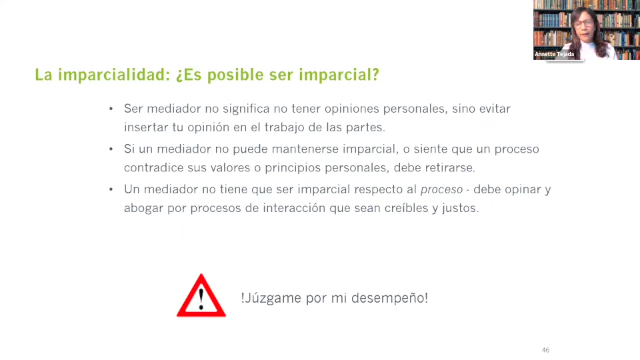 Annette Tejada
La imparcialidad: ¿Es posible ser imparcial?
• Ser mediador no significa no tener opiniones personales, sino evitar
insertar tu opinión en el trabajo de las partes.
• Si un mediador no puede mantenerse imparcial, o siente que un proceso
contradice sus valores o principios personales, debe retirarse.
• Un mediador no tiene que ser imparcial respecto al proceso - debe opinar y
abogar por procesos de interacción que sean creíbles y justos.
!
!Júzgame por mi desempeño!
46